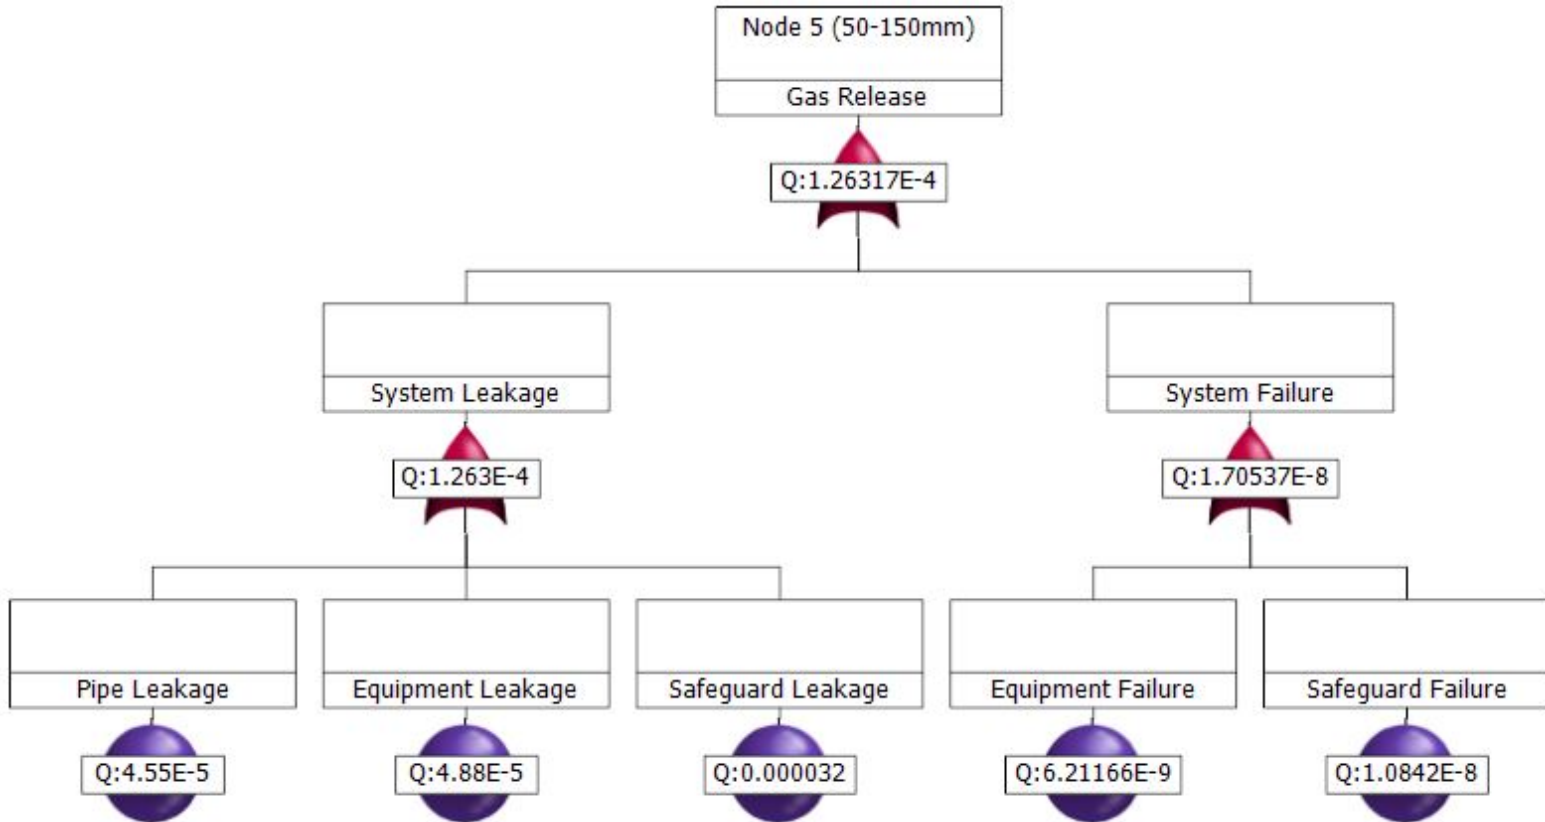 Node 5 (50-150mm)
Gas Release
Q:1.26317E-4
System Leakage
System Failure
Q:1.263E-4
Q:1.70537E-8
Pipe Leakage
Equipment Leakage
Safeguard Leakage
Equipment Failure
Safeguard Failure
Q:4.55E-5
Q:4.88E-5
Q:0.000032
Q:6.21166E-9
Q:1.0842E-8